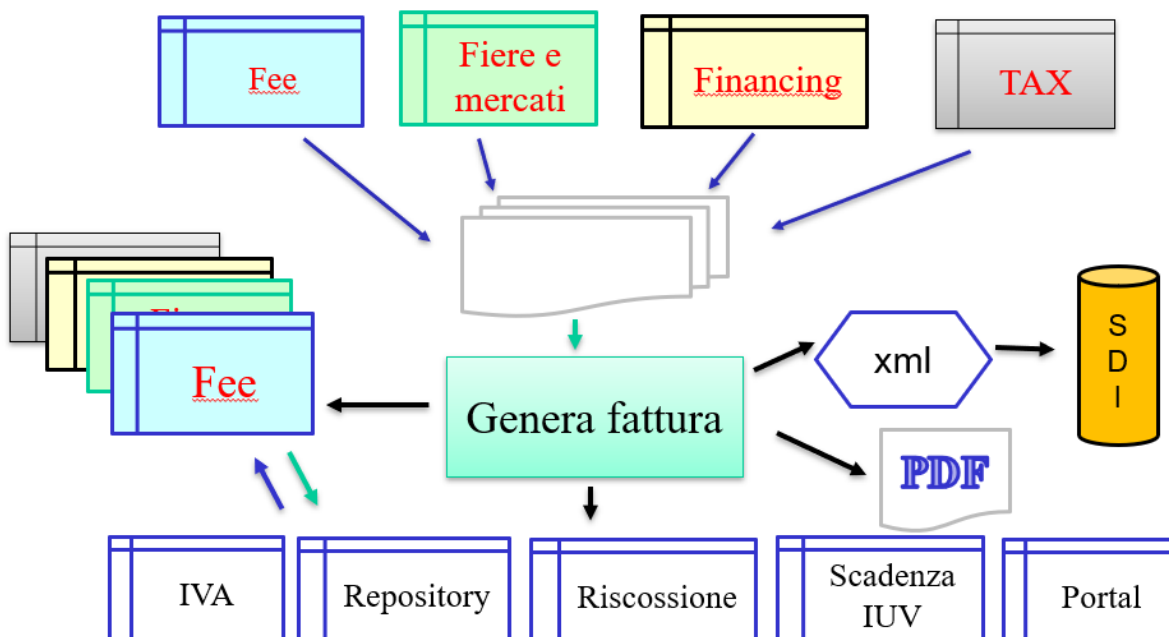 Fee
Fiere e
mercati
Financing
TAX
Fee
Genera fattura
xml
S
D
I
PDF
IVA
Repository
Riscossione
Scadenza
IUV
Portal